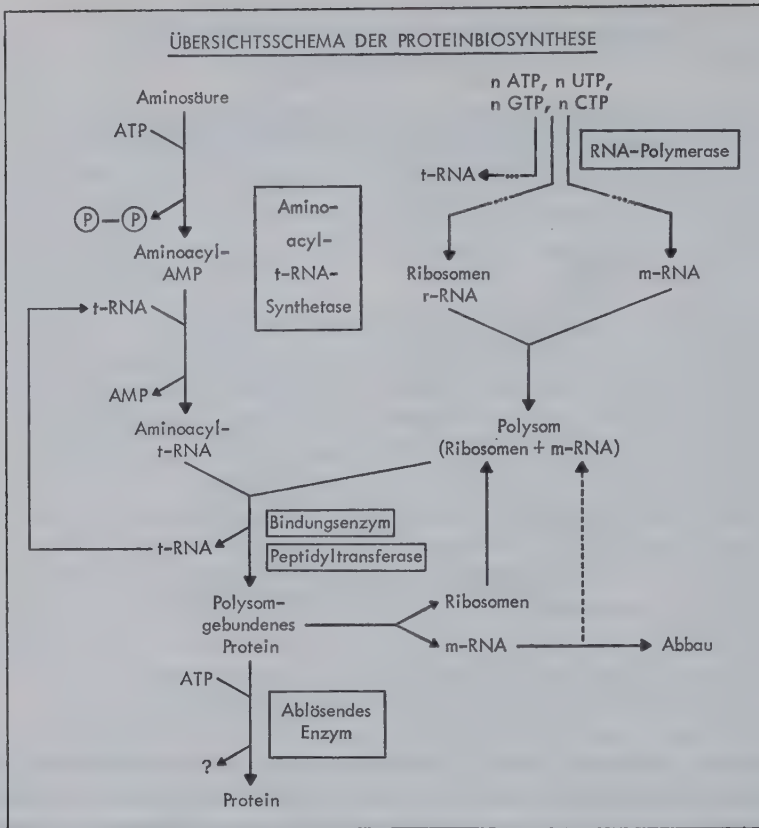 ÜBERSICHTSSCHEMA DER PROTEINBIOSYNTHESE
Aminosäure
ATP
P – P
Aminoacyl-
AMP
t-RNA
AMP
Aminoacyl-
t-RNA
t-RNA
Polysom-
gebundenes
Protein
ATP
?
Protein
Amino-
acyl-
t-RNA-
Synthetase
Bindungsenzym
Peptidyltransferase
Ablösendes
Enzym
n ATP, n UTP,
n GTP, n CTP
RNA-Polymerase
t-RNA
Ribosomen
r-RNA
m-RNA
Polysom
(Ribosomen + m-RNA)
Ribosomen
m-RNA
Abbau